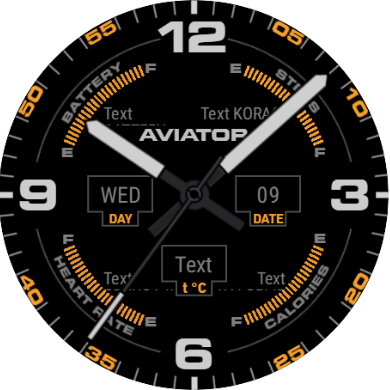 12
55
05
BATTERY
F
E
STEPS
50
10
Text
Text KORA
E
AVIATOR
F
9
WED
09
3
DAY
DATE
F
Text
E
Text
Text
t °C
HEART RATE
CALORIES
40
20
E
F
35
6
25